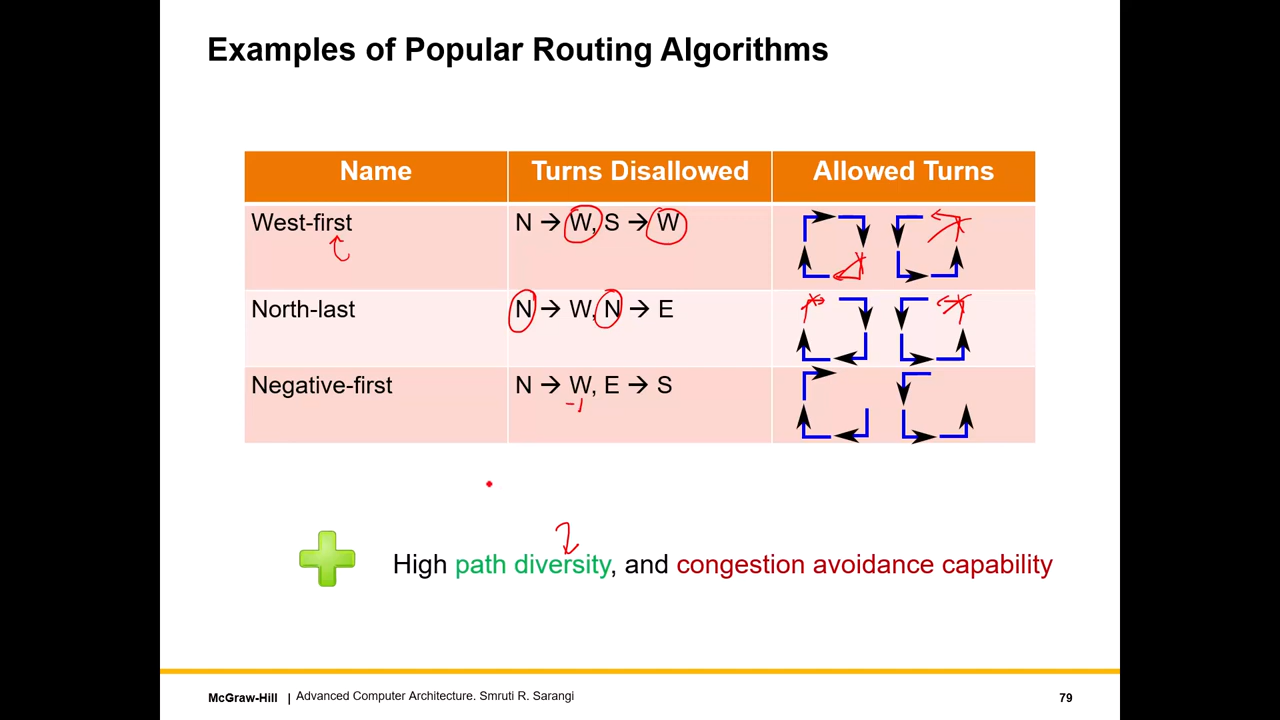 Examples of Popular Routing Algorithms
Name Turns Disallowed Allowed Turns
West-first N → W, S → W
North-last N → W, N → E
Negative-first N → W, E → S
-1
High path diversity, and congestion avoidance capability
McGraw-Hill | Advanced Computer Architecture. Smruti R. Sarangi 79